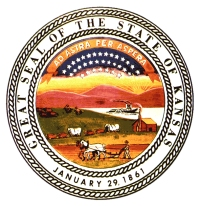 GREAT SEAL OF THE STATE OF KANSAS
AD ASTRA PER ASPERA
JANUARY 29, 1861